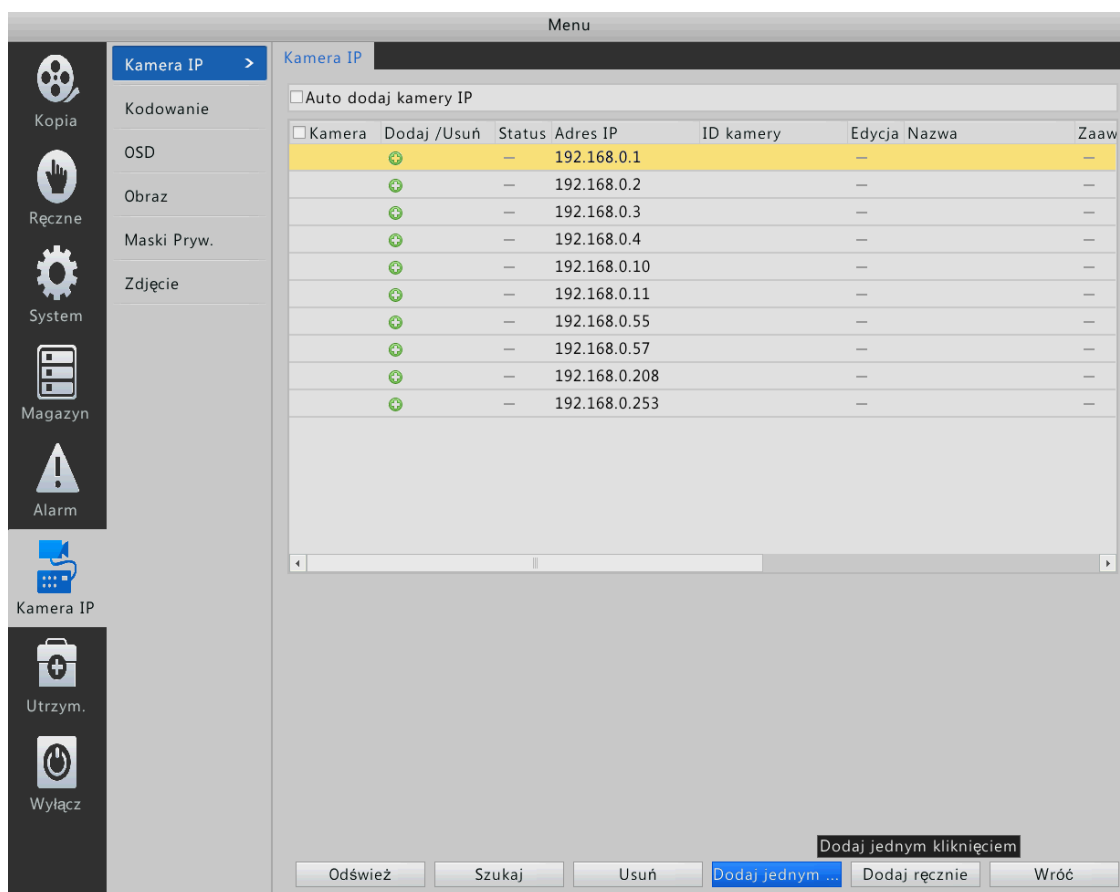 Menu
Kopia
Ręczne
System
Magazyn
Alarm
Kamera IP
Utrzym.
Wyłącz
Kamera IP >
Kodowanie
OSD
Obraz
Maski Pryw.
Zdjęcie
Kamera IP
Auto dodaj kamery IP
Kamera Dodaj /Usuń Status Adres IP ID kamery Edycja Nazwa Zaaw
— 192.168.0.1 — —
— 192.168.0.2 — —
— 192.168.0.3 — —
— 192.168.0.4 — —
— 192.168.0.10 — —
— 192.168.0.11 — —
— 192.168.0.55 — —
— 192.168.0.57 — —
— 192.168.0.208 — —
— 192.168.0.253 — —
Dodaj jednym kliknięciem
Odśwież Szukaj Usuń Dodaj jednym ... Dodaj ręcznie Wróć